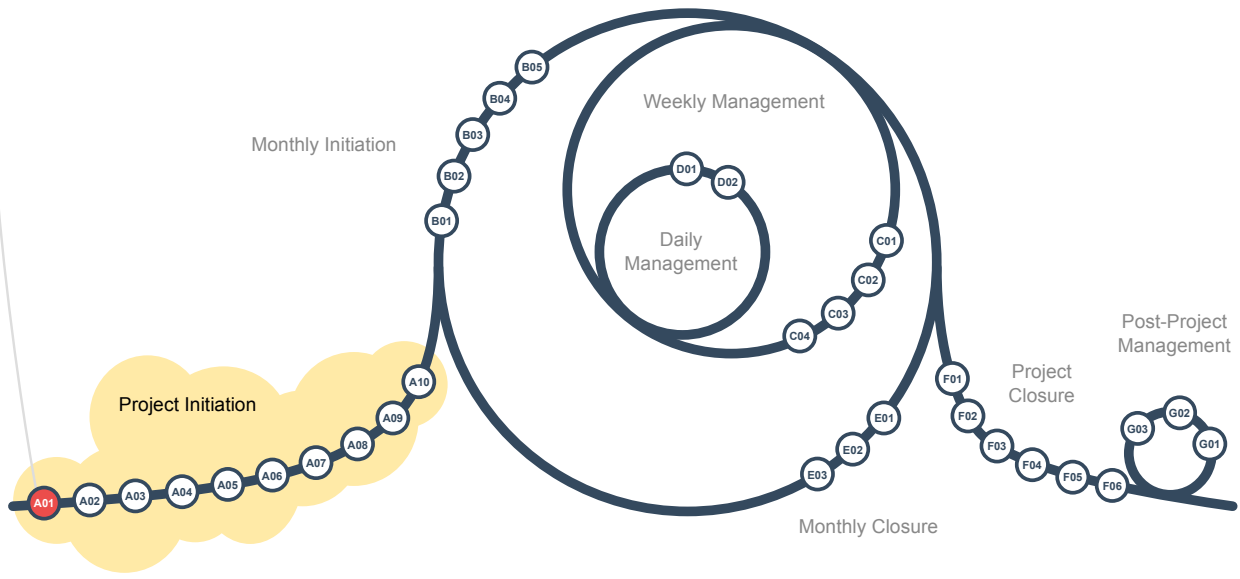 Project Initiation
A01
A02
A03
A04
A05
A06
A07
A08
A09
A10
Monthly Initiation
B01
B02
B03
B04
B05
Weekly Management
C01
C02
C03
C04
Daily
Management
D01
D02
Monthly Closure
E01
E02
E03
Project
Closure
F01
F02
F03
F04
F05
F06
Post-Project
Management
G01
G02
G03